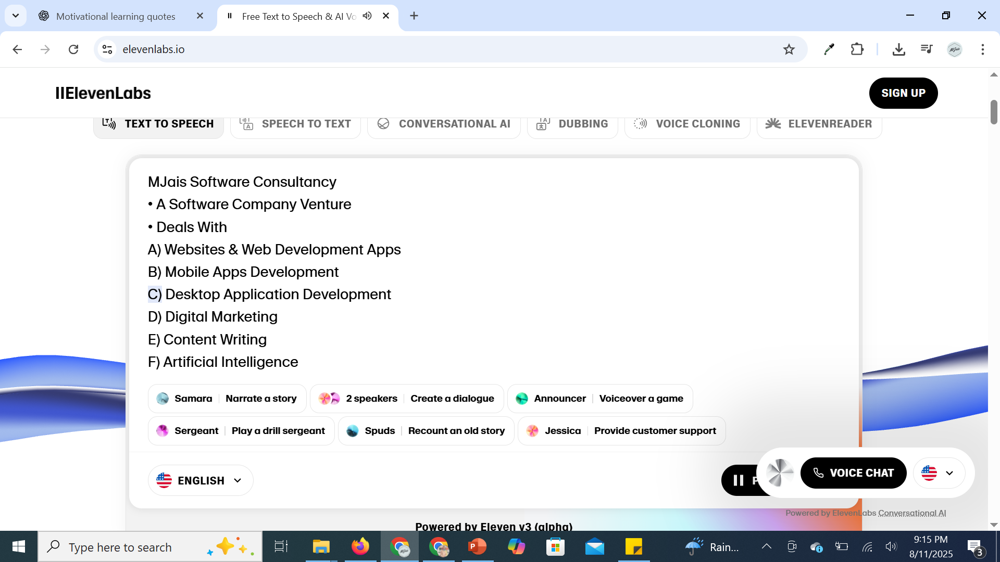 Motivational learning quotes
Free Text to Speech & AI Vo
elevenlabs.io
IIElevenLabs
SIGN UP
TEXT TO SPEECH
SPEECH TO TEXT
CONVERSATIONAL AI
DUBBING
VOICE CLONING
ELEVENREADER
MJais Software Consultancy
• A Software Company Venture
• Deals With
A) Websites & Web Development Apps
B) Mobile Apps Development
C) Desktop Application Development
D) Digital Marketing
E) Content Writing
F) Artificial Intelligence
Samara | Narrate a story
2 speakers | Create a dialogue
Announcer | Voiceover a game
Sergeant | Play a drill sergeant
Spuds | Recount an old story
Jessica | Provide customer support
ENGLISH
P
VOICE CHAT
Powered by ElevenLabs Conversational AI
Powered by Eleven v3 (alpha)
Type here to search
Rain...
9:15 PM
8/11/2025
3